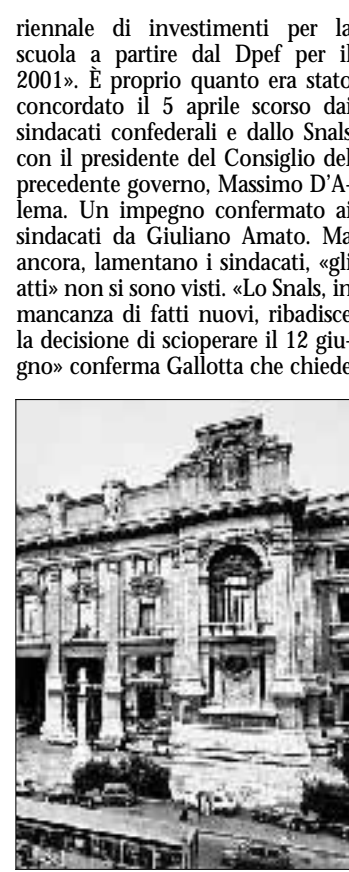 riennale di investimenti per la
scuola a partire dal Dpef per il
2001». È proprio quanto era stato
concordato il 5 aprile scorso dai
sindacati confederali e dallo Snals
con il presidente del Consiglio del
precedente governo, Massimo D'A-
lema. Un impegno confermato ai
sindacati da Giuliano Amato. Ma
ancora, lamentano i sindacati, «gli
atti» non si sono visti. «Lo Snals, in
mancanza di fatti nuovi, ribadisce
la decisione di scioperare il 12 giu-
gno» conferma Gallotta che chiede